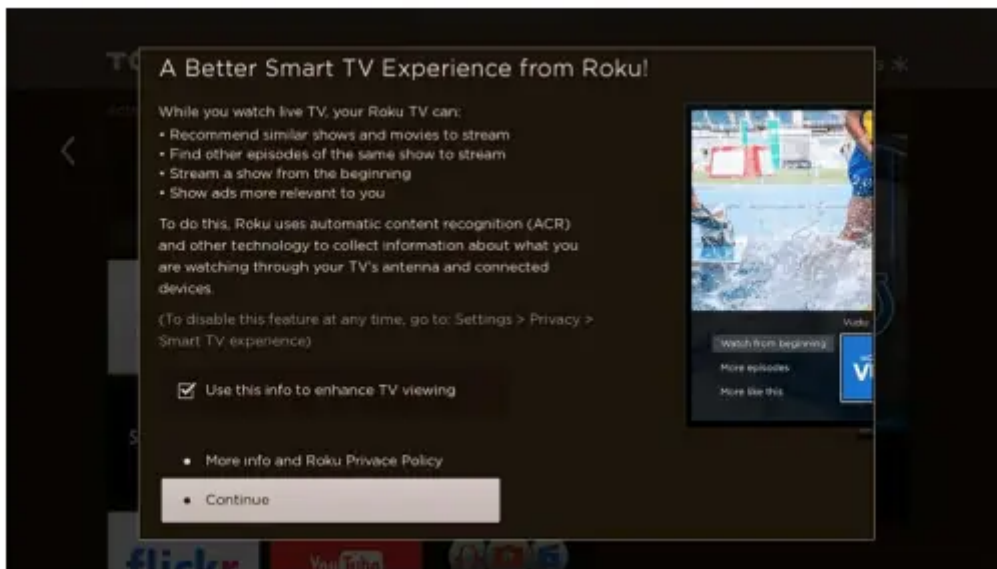 TC
A Better Smart TV Experience from Roku!
While you watch live TV, your Roku TV can:
• Recommend similar shows and movies to stream
• Find other episodes of the same show to stream
• Stream a show from the beginning
• Show ads more relevant to you
To do this, Roku uses automatic content recognition (ACR)
and other technology to collect information about what you
are watching through your TV's antenna and connected
devices.
(To disable this feature at any time, go to: Settings > Privacy >
Smart TV experience)
Use this info to enhance TV viewing
• More info and Roku Privace Policy
• Continue
Vudu
Watch from beginning
More episodes
More like this
flickr
YouTube